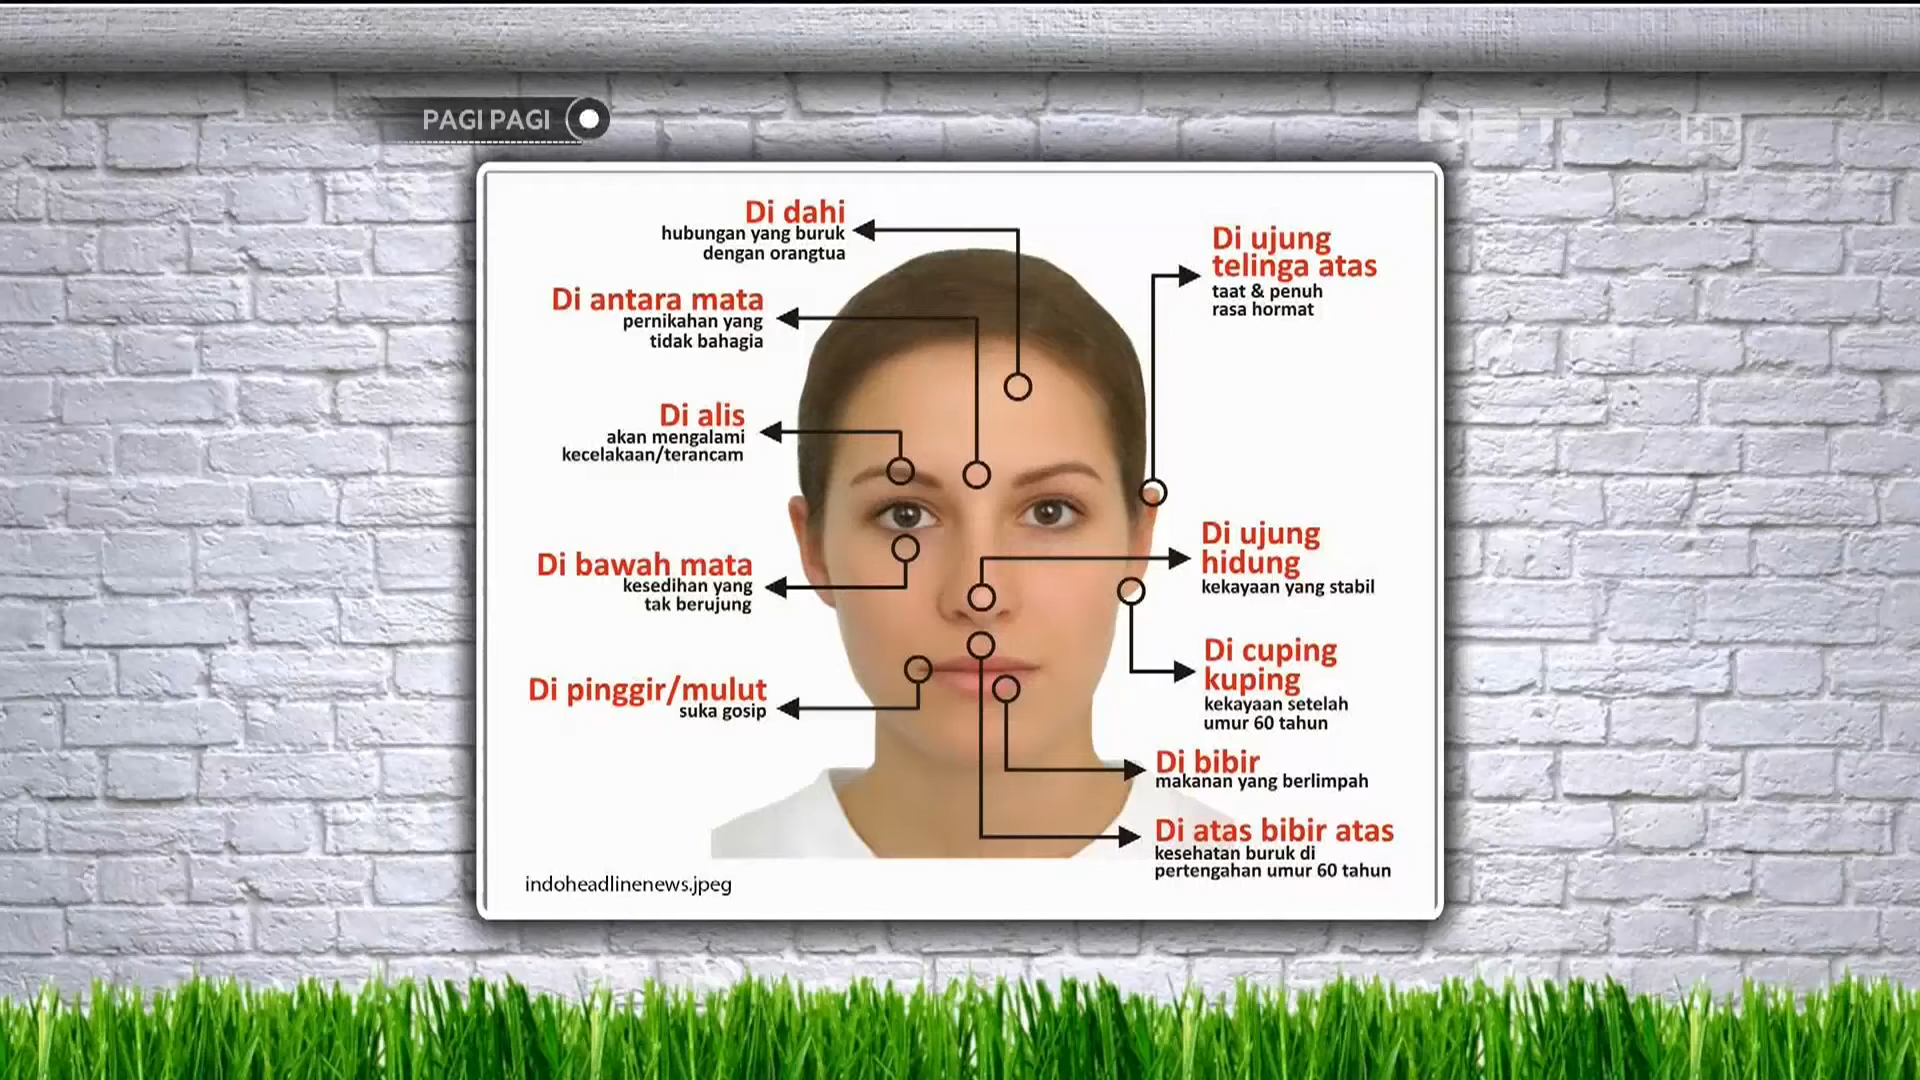 PAGI PAGI
NET.
HD
Di dahi
hubungan yang buruk
dengan orangtua
Di antara mata
pernikahan yang
tidak bahagia
Di alis
akan mengalami
kecelakaan/terancam
Di bawah mata
kesedihan yang
tak berujung
Di pinggir/mulut
suka gosip
Di ujung
telinga atas
taat & penuh
rasa hormat
Di ujung
hidung
kekayaan yang stabil
Di cuping
kuping
kekayaan setelah
umur 60 tahun
Di bibir
makanan yang berlimpah
Di atas bibir atas
kesehatan buruk di
pertengahan umur 60 tahun
indoheadlinenews.jpeg